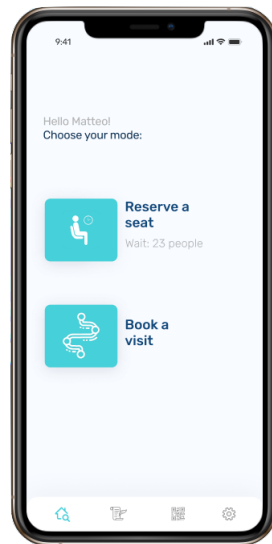 9:41
Hello Matteo!
Choose your mode:
Reserve a
seat
Wait: 23 people
Book a
visit